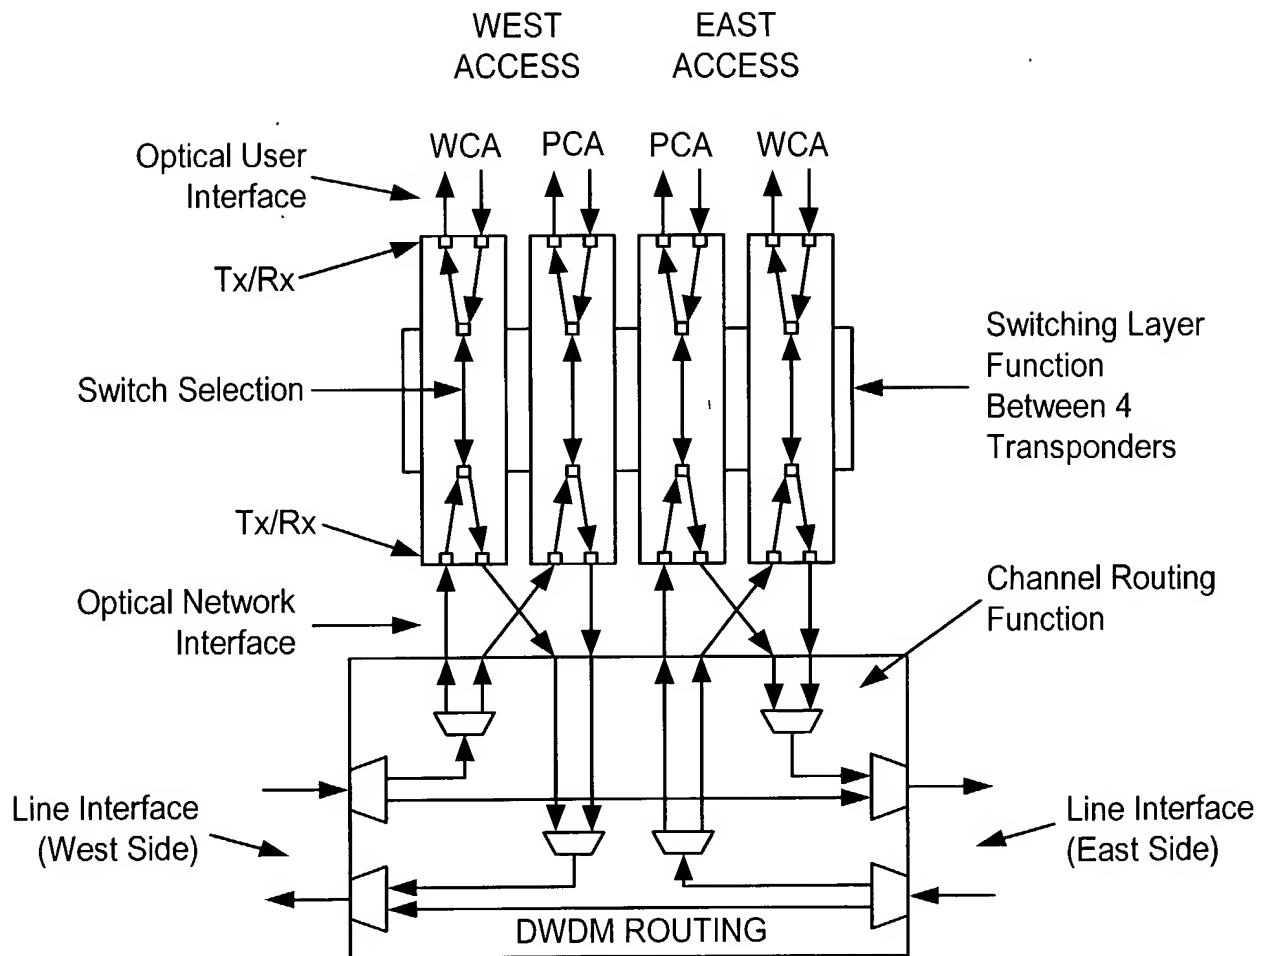 WEST
ACCESS
EAST
ACCESS
WCA
PCA
PCA
WCA
Optical User
Interface
Tx/Rx
Switch Selection
Switching Layer
Function
Between 4
Transponders
Tx/Rx
Optical Network
Interface
Channel Routing
Function
Line Interface
(West Side)
Line Interface
(East Side)
DWDM ROUTING